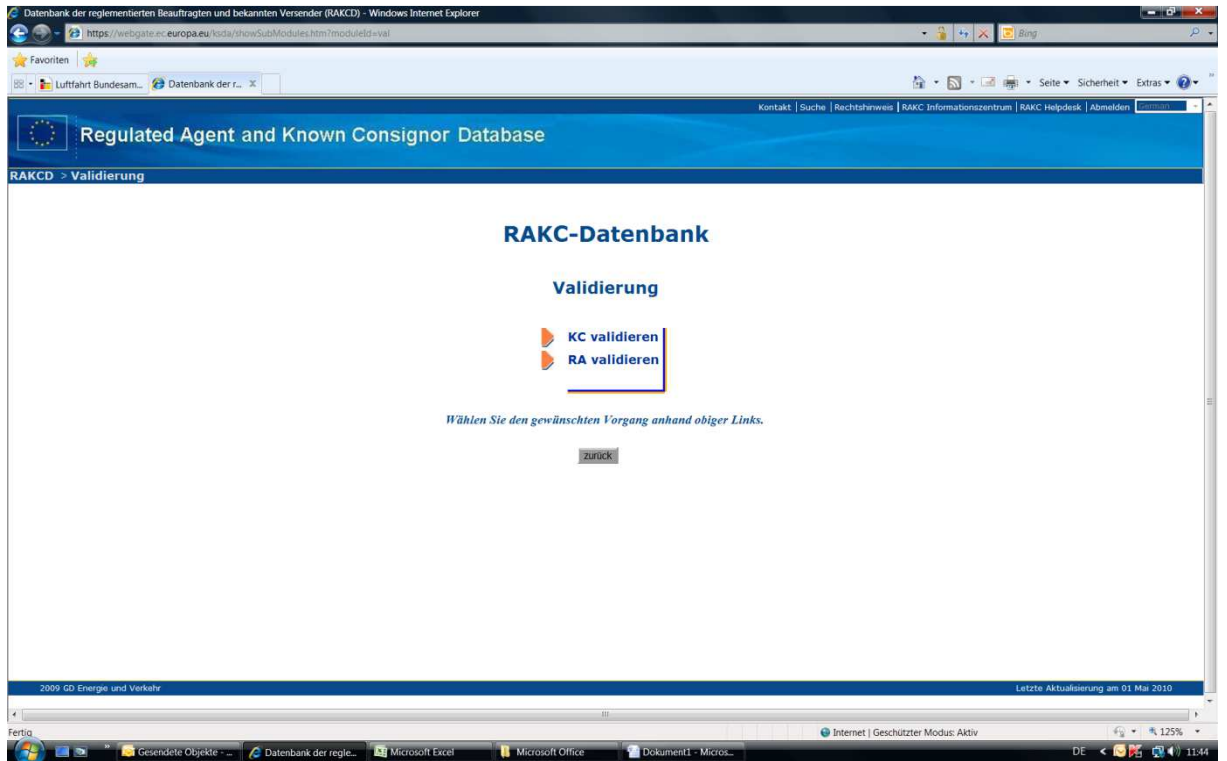 Datenbank der reglementierten Beauftragten und bekannten Versender (RAKCD) - Windows Internet Explorer
https://webgate.ec.europa.eu/ksda/showSubModules.htm?moduleId=val
Bing
Favoriten
Luftfahrt Bundesam... Datenbank der r... X
Seite Sicherheit Extras
Kontakt | Suche | Rechtshinweis | RAKC Informationszentrum | RAKC Helpdesk | Abmelden German
Regulated Agent and Known Consignor Database
RAKCD > Validierung
RAKC-Datenbank
Validierung
KC validieren
RA validieren
Wählen Sie den gewünschten Vorgang anhand obiger Links.
zurück
2009 GD Energie und Verkehr Letzte Aktualisierung am 01 Mai 2010
Fertig Internet | Geschützter Modus: Aktiv 125%
Gesendete Objekte - ... Datenbank der regle... Microsoft Excel Microsoft Office Dokument1 - Micros... DE 11:44